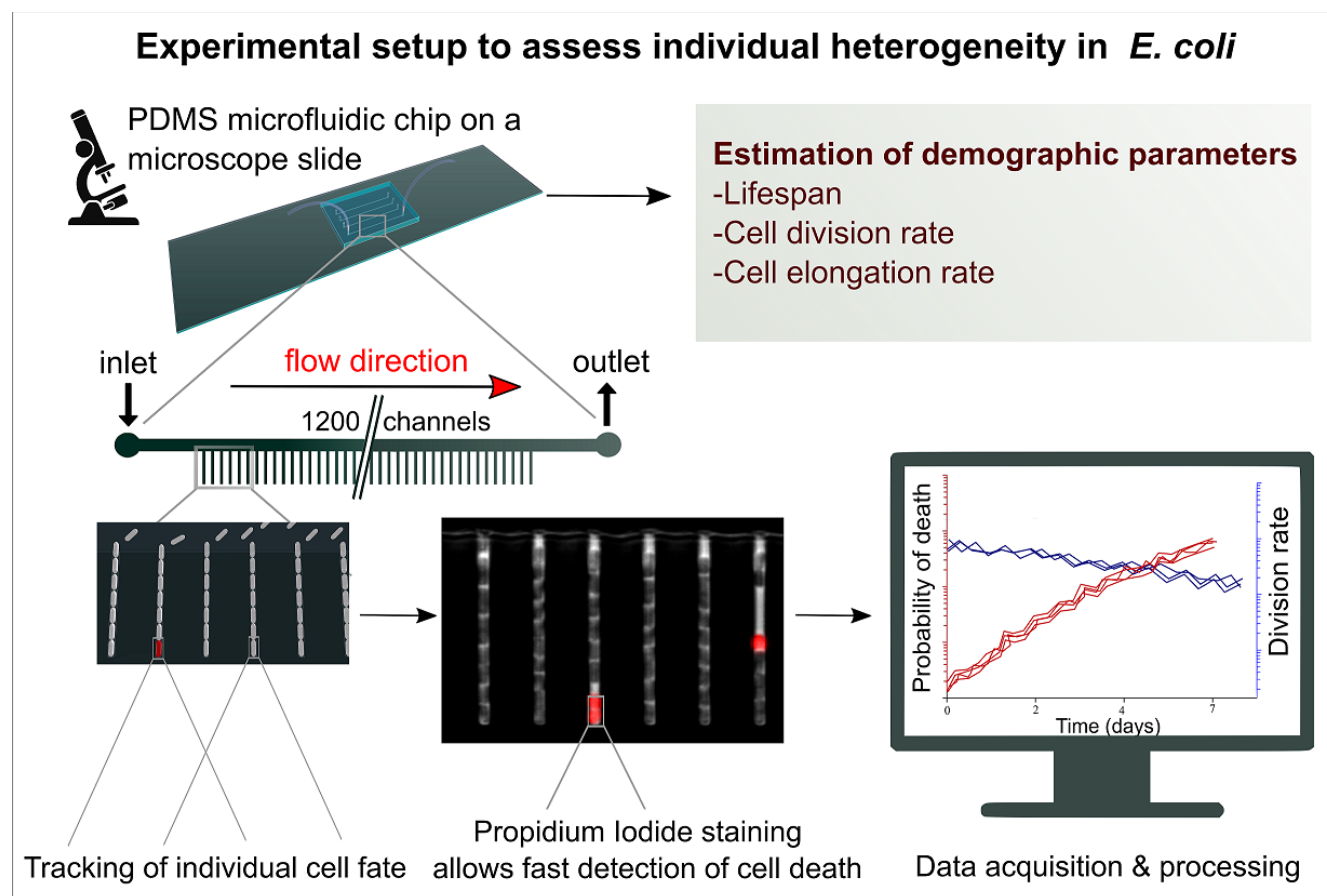 Experimental setup to assess individual heterogeneity in E. coli
PDMS microfluidic chip on a
microscope slide
Estimation of demographic parameters
-Lifespan
-Cell division rate
-Cell elongation rate
inlet
flow direction
outlet
1200 channels
Probability of death
Division rate
0
2
4
7
Time (days)
Tracking of individual cell fate
Propidium Iodide staining
allows fast detection of cell death
Data acquisition & processing